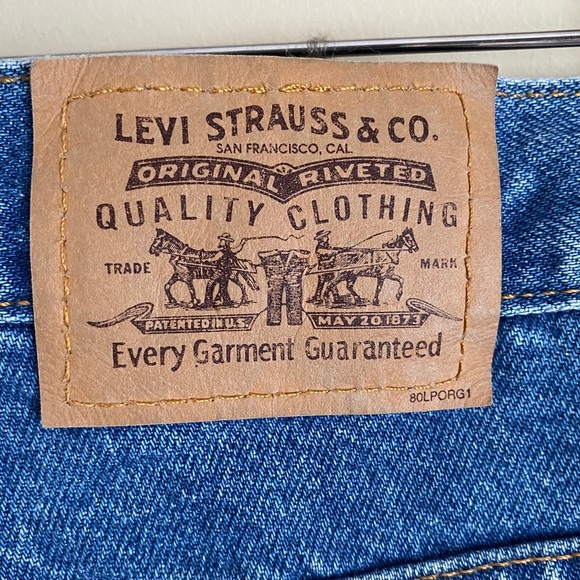 LEVI STRAUSS & CO.
SAN FRANCISCO, CAL.
ORIGINAL RIVETED
QUALITY CLOTHING
TRADE MARK
PATENTED IN U.S. MAY 20, 1873
Every Garment Guaranteed
80LPORG1